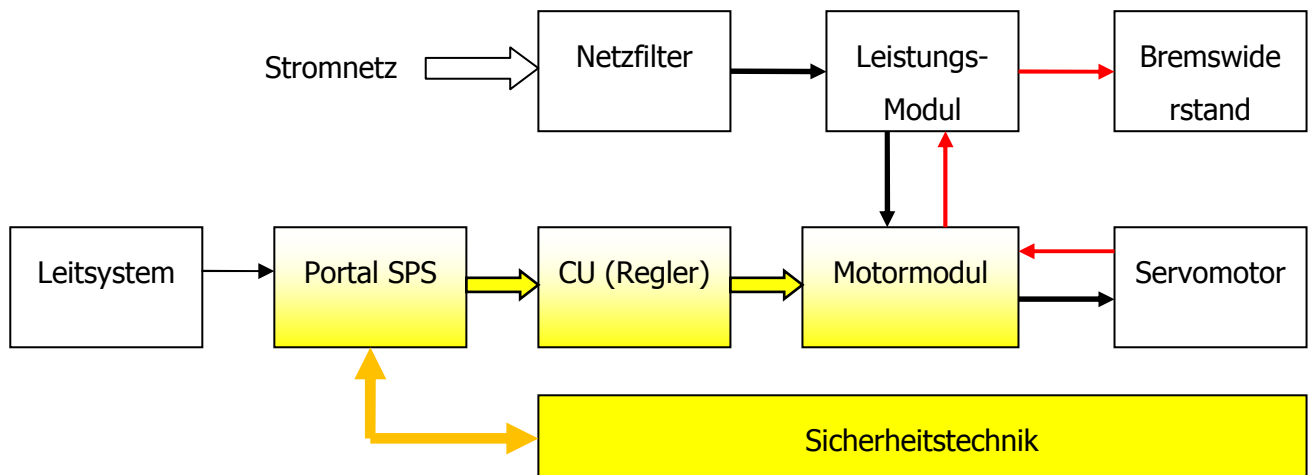 Stromnetz
Netzfilter
Leistungs-
Modul
Bremswide
rstand
Leitsystem
Portal SPS
CU (Regler)
Motormodul
Servomotor
Sicherheitstechnik